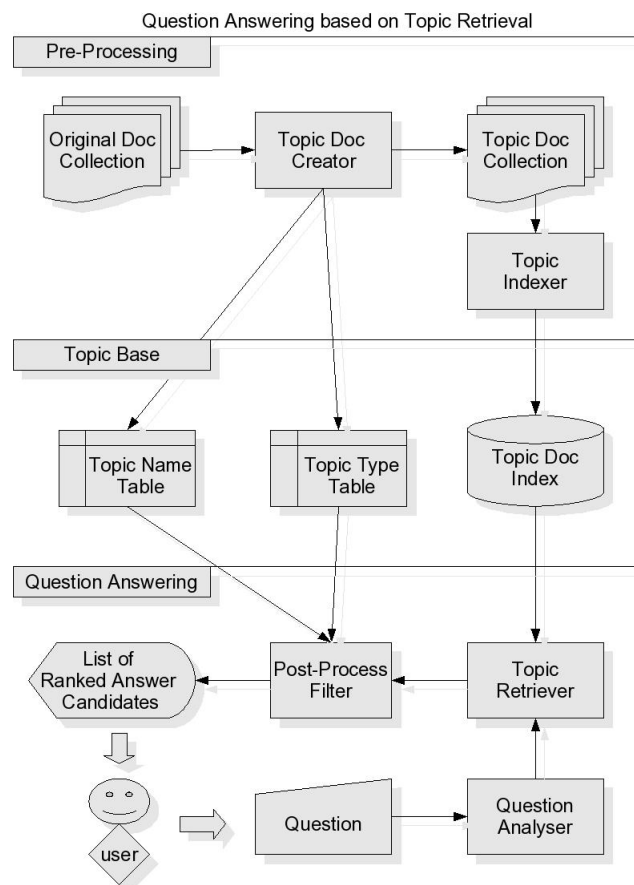 Question Answering based on Topic Retrieval
Pre-Processing
Original Doc
Collection
Topic Doc
Creator
Topic Doc
Collection
Topic
Indexer
Topic Base
Topic Name
Table
Topic Type
Table
Topic Doc
Index
Question Answering
List of
Ranked Answer
Candidates
Post-Process
Filter
Topic
Retriever
user
Question
Question
Analyser